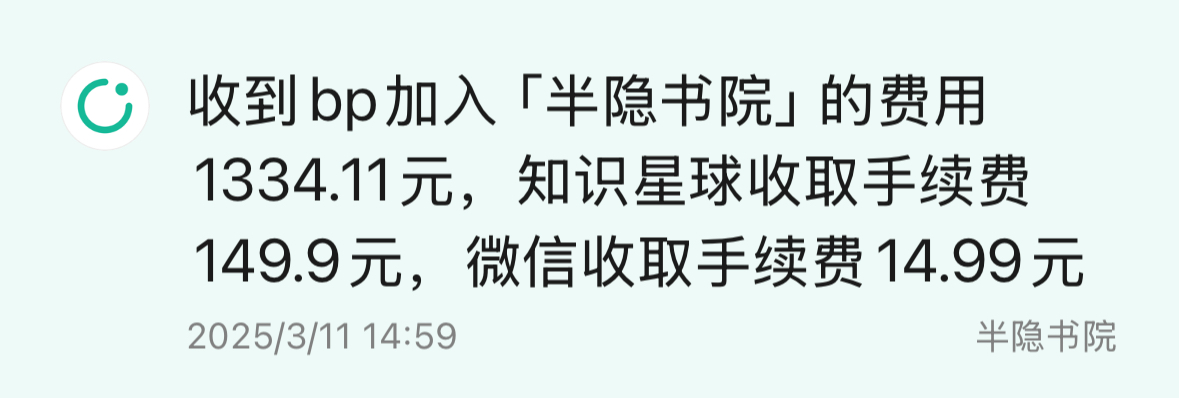 收到bp加入「半隐书院」的费用
1334.11元，知识星球收取手续费
149.9元，微信收取手续费14.99元
2025/3/11 14:59 半隐书院